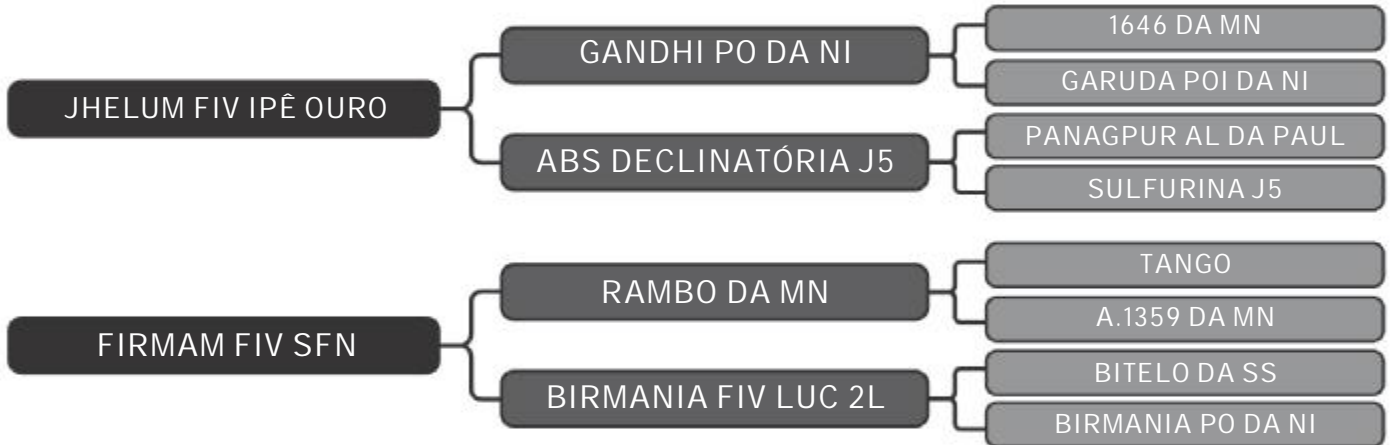 JHELUM FIV IPÊ OURO
GANDHI PO DA NI
1646 DA MN
GARUDA POI DA NI
ABS DECLINATÓRIA J5
PANAGPUR AL DA PAUL
SULFURINA J5
FIRMAM FIV SFN
RAMBO DA MN
TANGO
A.1359 DA MN
BIRMANIA FIV LUC 2L
BITELO DA SS
BIRMANIA PO DA NI